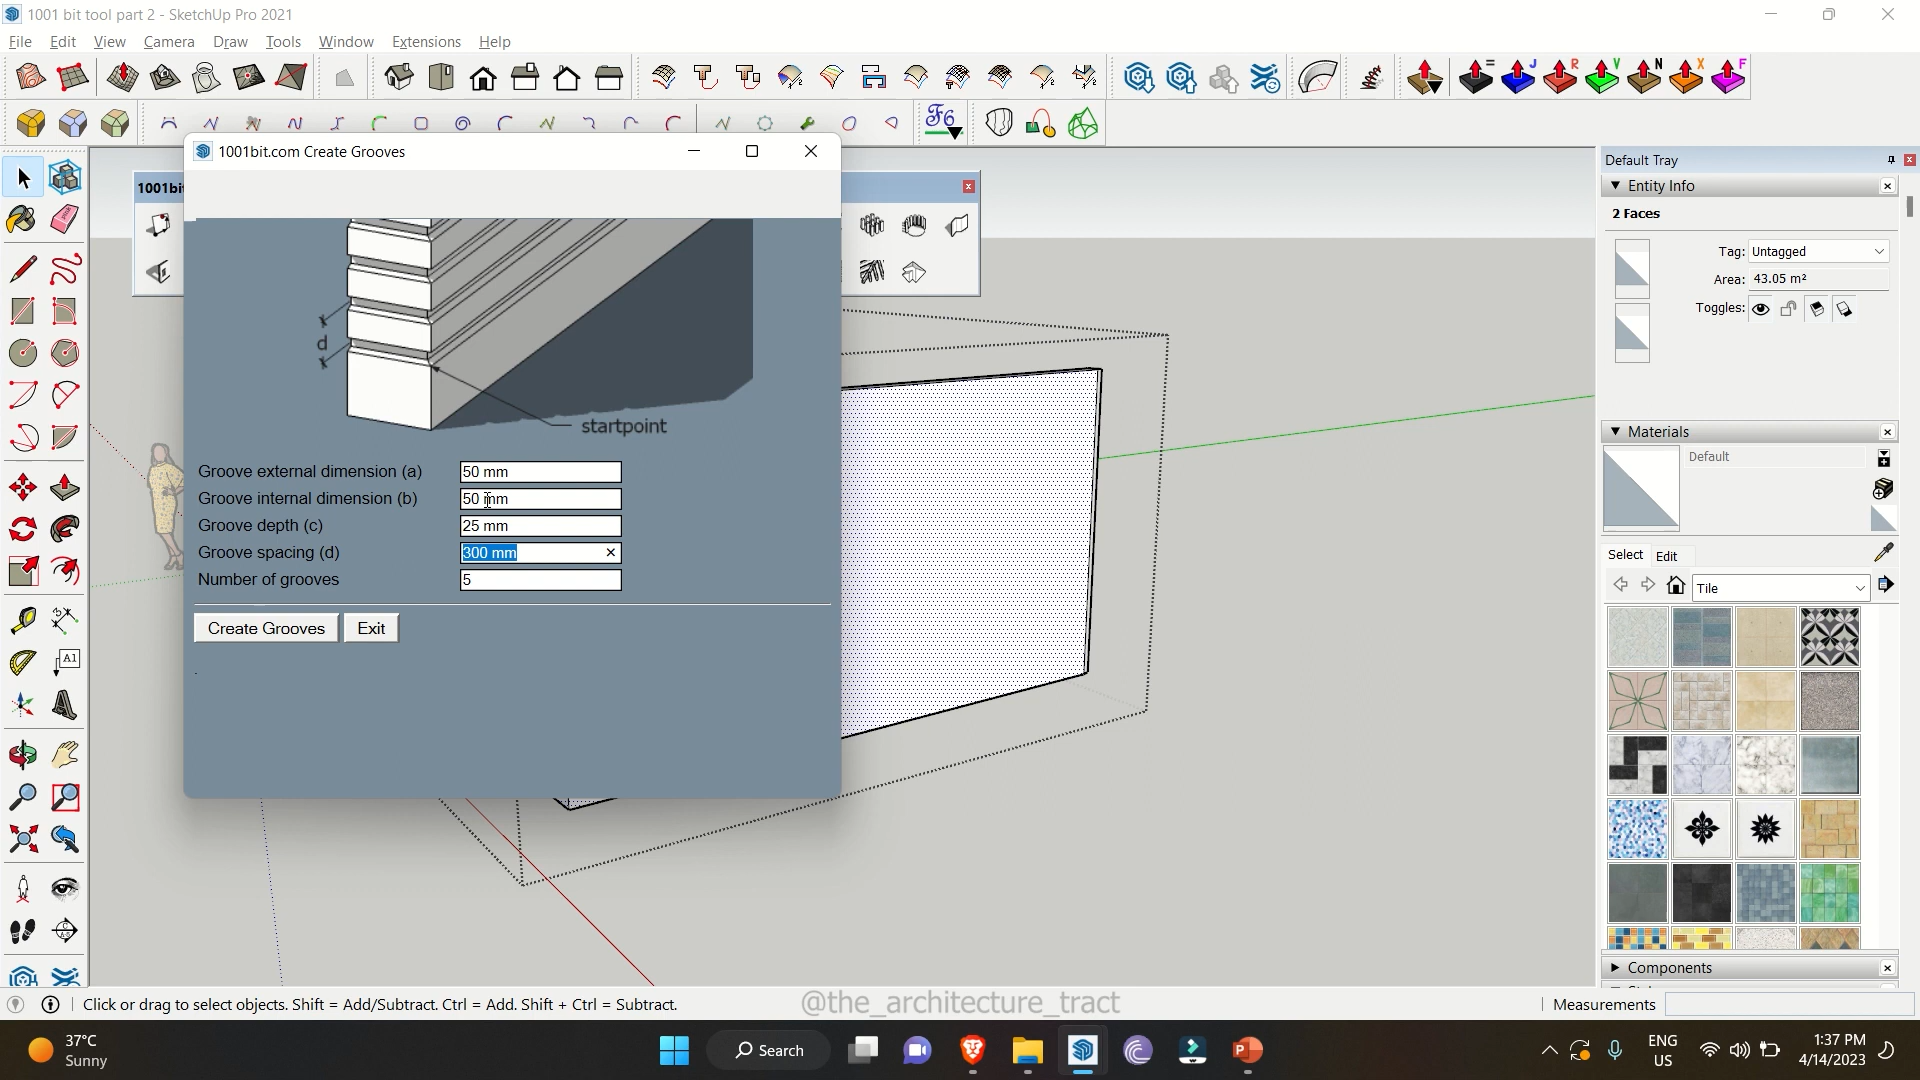 1001 bit tool part 2 - SketchUp Pro 2021
File Edit View Camera Draw Tools Window Extensions Help
1001bit.com Create Grooves
1001bi
d
startpoint
Groove external dimension (a) 50 mm
Groove internal dimension (b) 50 mm
Groove depth (c) 25 mm
Groove spacing (d) 300 mm
Number of grooves 5
Create Grooves Exit
Default Tray
Entity Info
2 Faces
Tag: Untagged
Area: 43.05 m²
Toggles:
Materials
Default
Select Edit
Tile
Components
Click or drag to select objects. Shift = Add/Subtract. Ctrl = Add. Shift + Ctrl = Subtract.
@the_architecture_tract
Measurements
37°C
Sunny
Search
ENG
US
1:37 PM
4/14/2023